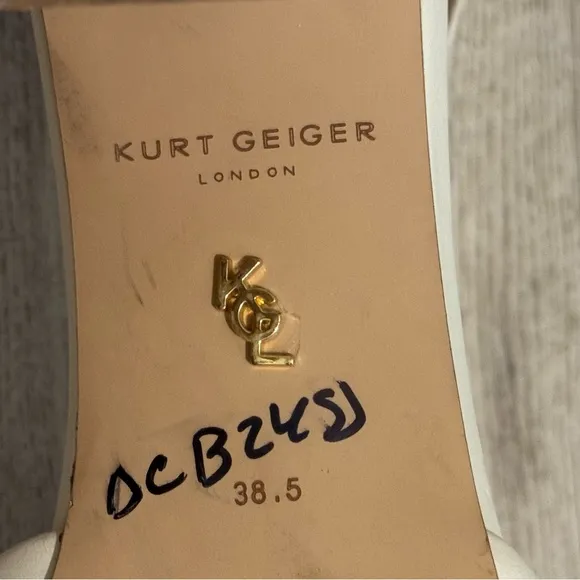 KURT GEIGER
LONDON
KGL
DCB24SJ
38.5